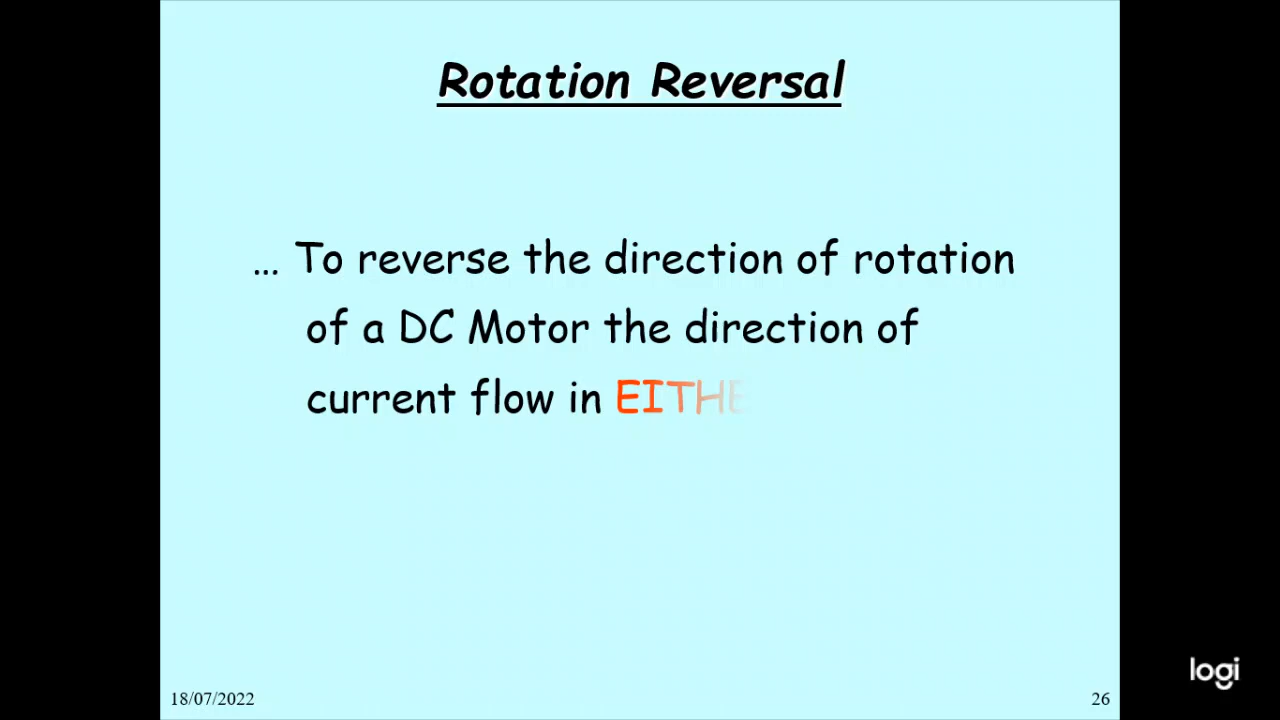 Rotation Reversal
... To reverse the direction of rotation
of a DC Motor the direction of
current flow in EITHE
18/07/2022
26
logi